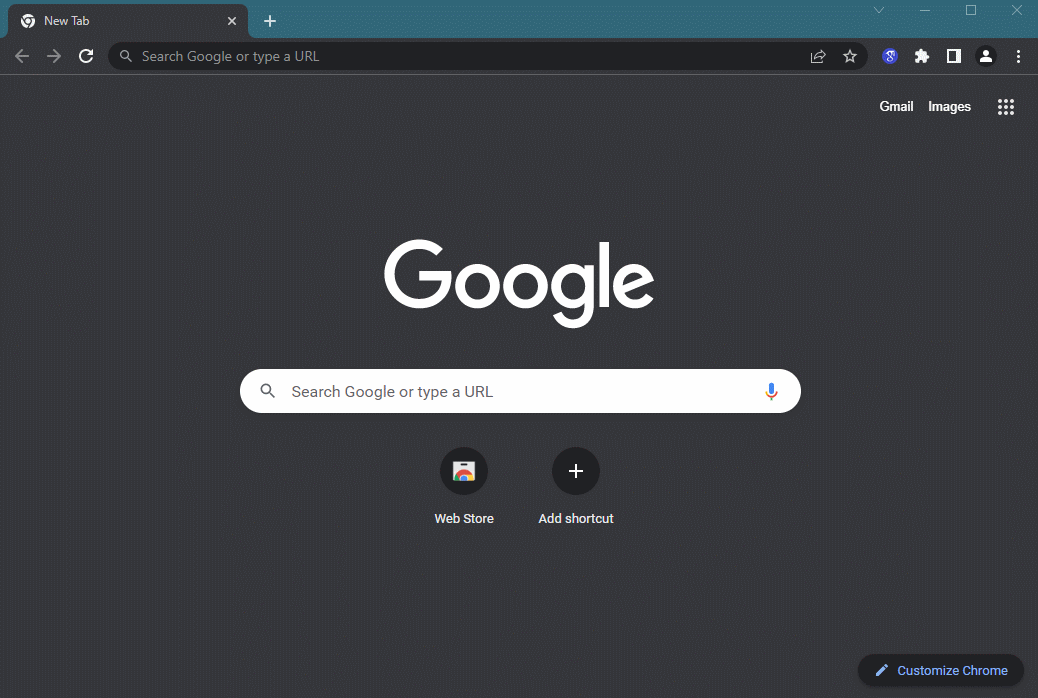 New Tab
Search Google or type a URL
Gmail Images
Google
Search Google or type a URL
Web Store Add shortcut
Customize Chrome